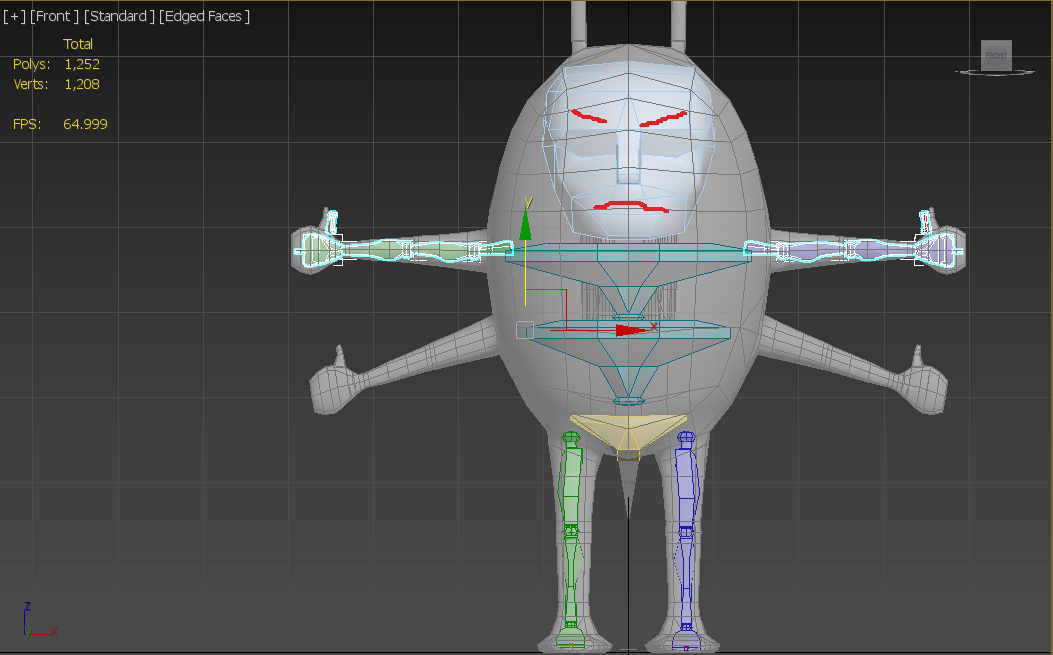 [+] [Front ] [Standard ] [Edged Faces ]
Total
Polys: 1,252
Verts: 1,208
FPS: 64.999
FRONT
y
x
z
y
x